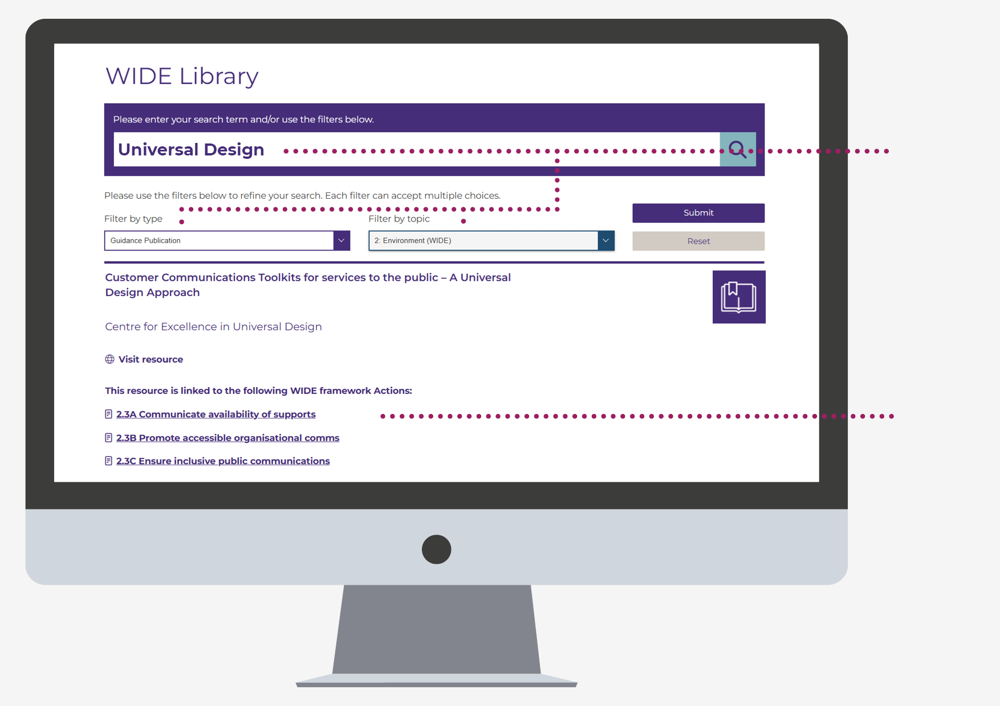 WIDE Library
Please enter your search term and/or use the filters below.
Universal Design
Please use the filters below to refine your search. Each filter can accept multiple choices.
Filter by type
Filter by topic
Submit
Guidance Publication
2: Environment (WIDE)
Reset
Customer Communications Toolkits for services to the public – A Universal
Design Approach
Centre for Excellence in Universal Design
Visit resource
This resource is linked to the following WIDE framework Actions:
2.3A Communicate availability of supports
2.3B Promote accessible organisational comms
2.3C Ensure inclusive public communications